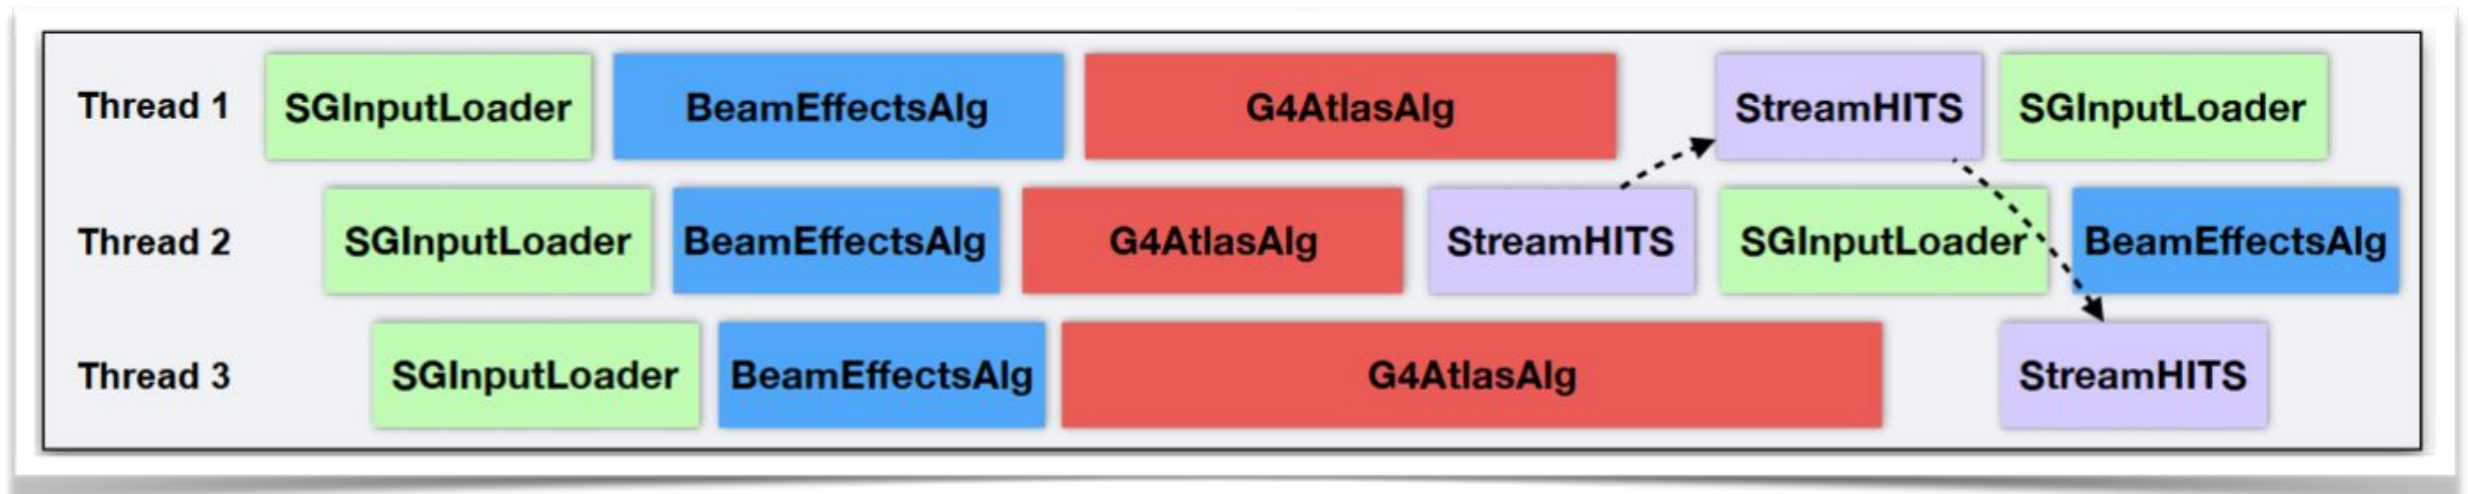 Thread 1 SGInputLoader BeamEffectsAlg G4AtlasAlg StreamHITS SGInputLoader
Thread 2 SGInputLoader BeamEffectsAlg G4AtlasAlg StreamHITS SGInputLoader BeamEffectsAlg
Thread 3 SGInputLoader BeamEffectsAlg G4AtlasAlg StreamHITS